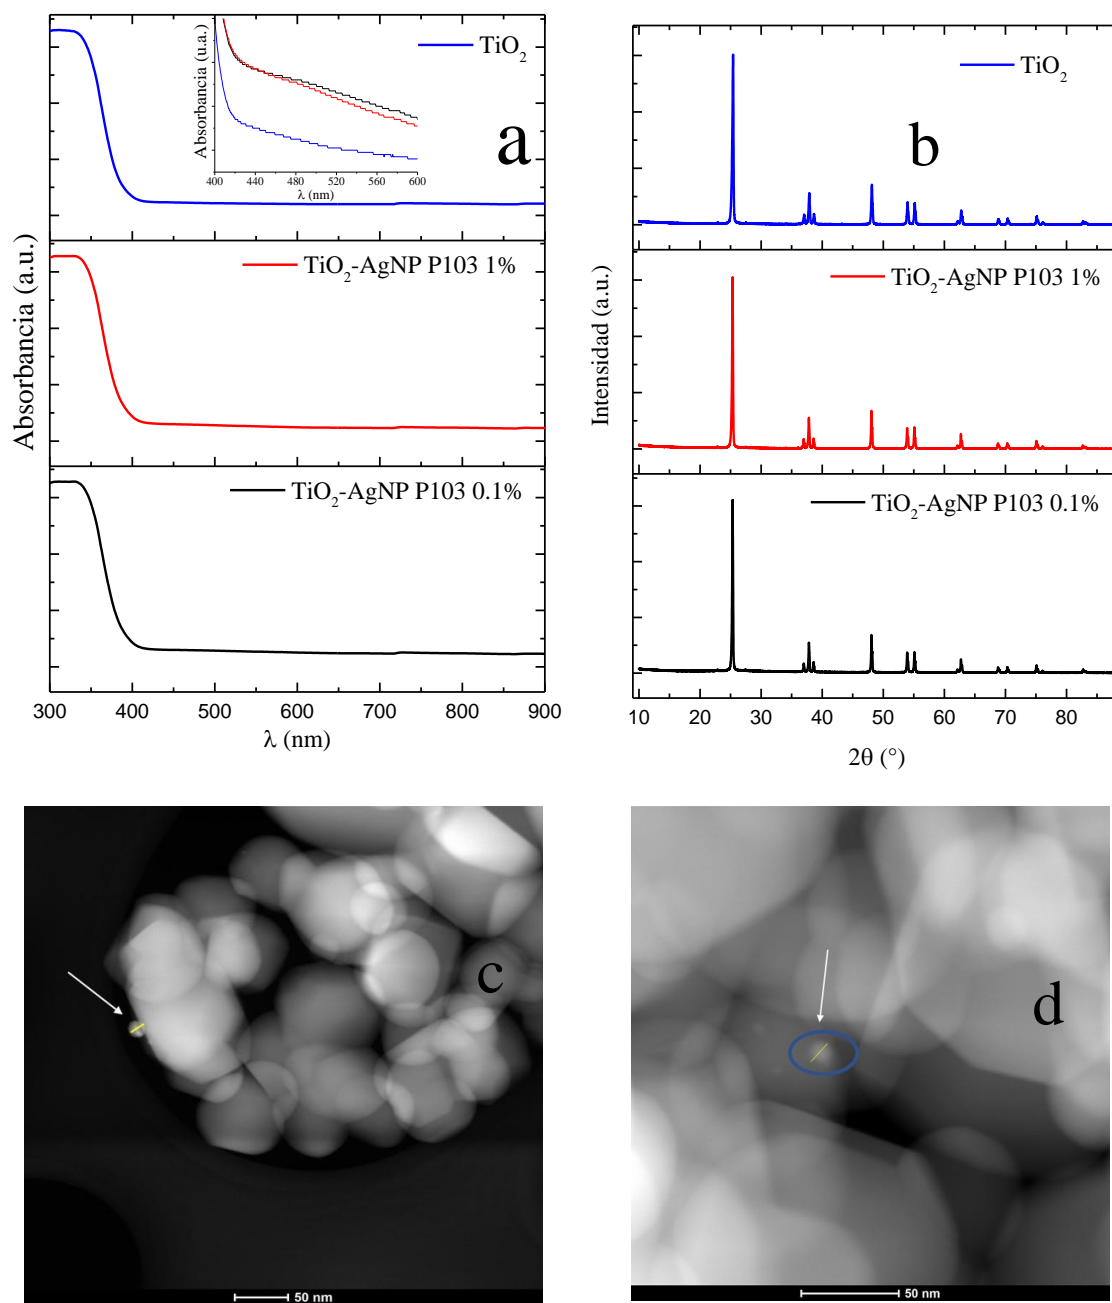 TiO₂
Absorbancia (u.a.)
400 440 480 520 560 600
λ (nm)
a
TiO₂-AgNP P103 1%
TiO₂-AgNP P103 0.1%
Absorbancia (a.u.)
300 400 500 600 700 800 900
λ (nm)
TiO₂
b
TiO₂-AgNP P103 1%
TiO₂-AgNP P103 0.1%
Intensidad (a.u.)
10 20 30 40 50 60 70 80
2θ (°)
c
50 nm
d
50 nm